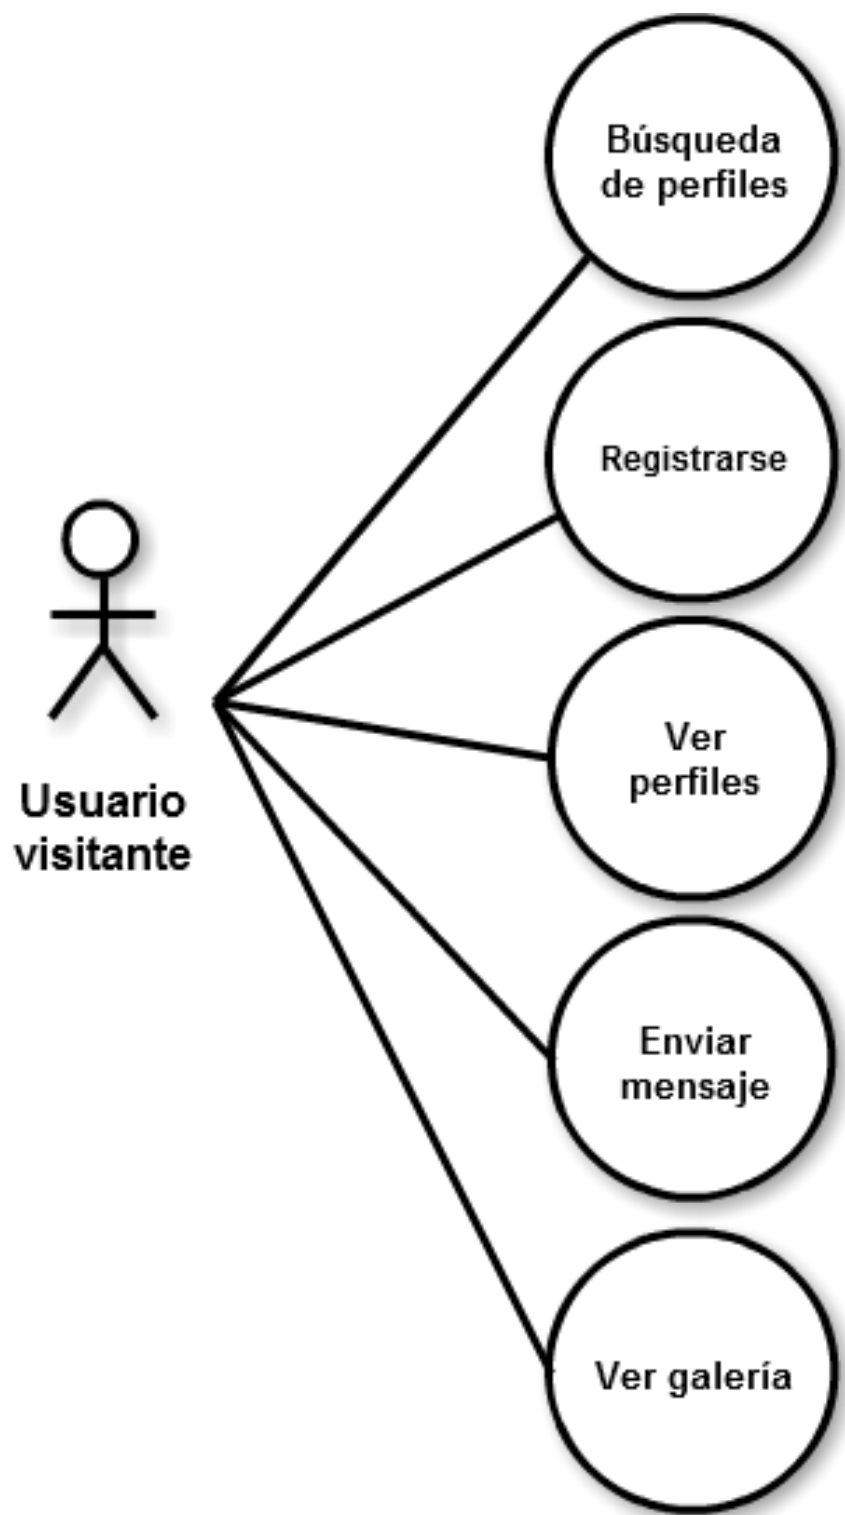 Búsqueda
de perfiles
Registrarse
Usuario
visitante
Ver
perfiles
Enviar
mensaje
Ver galería